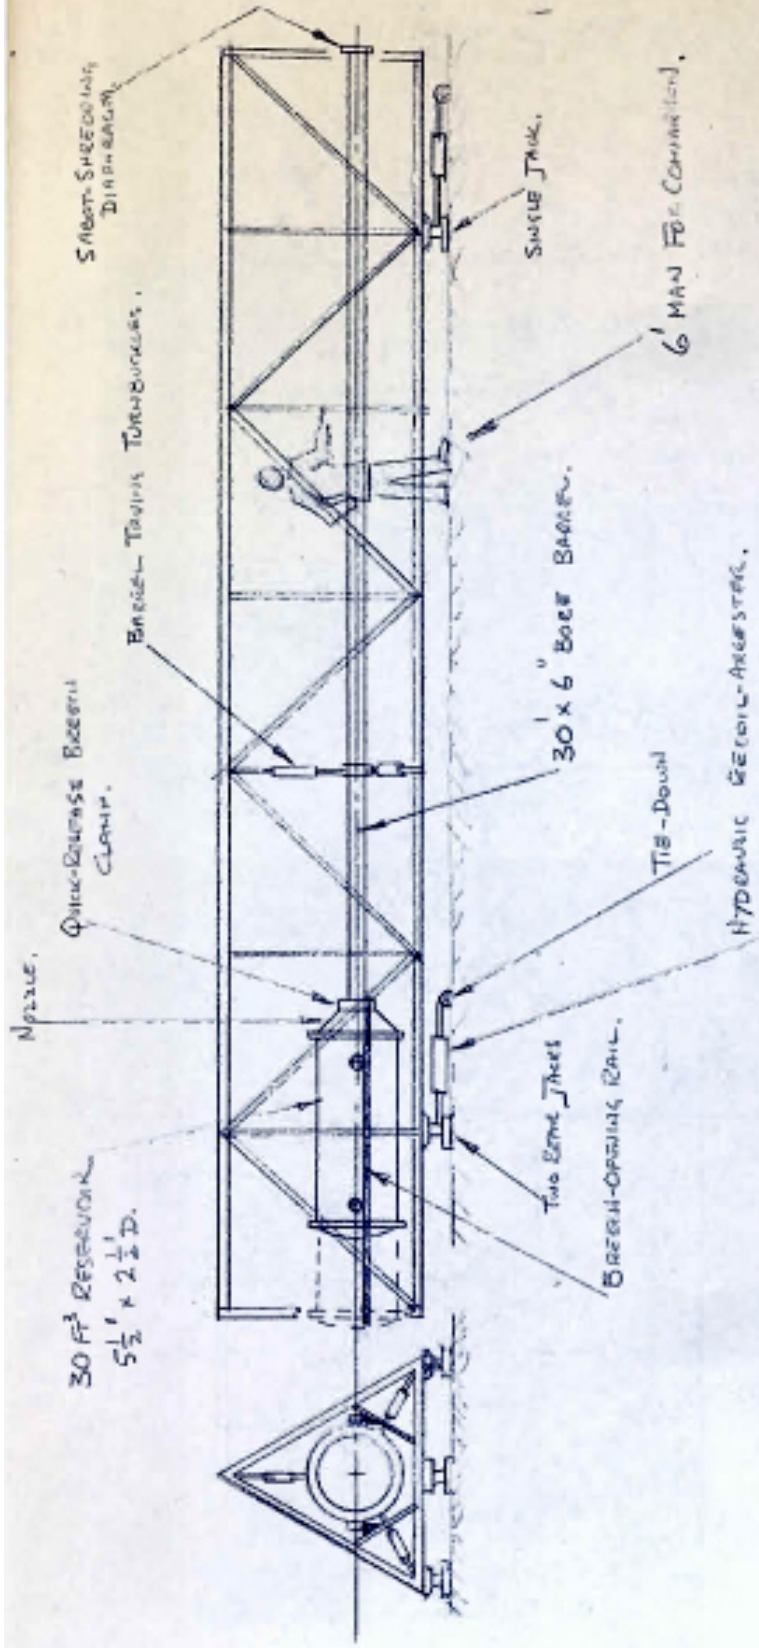 30 FT³ RESERVOIR.
5½' x 2½' D.
NOZZLE.
QUICK-RELEASE BREECH
CLAMP.
BARREL TRUING TURNBUCKLES.
SABOT-SHREDDING
DIAPHRAGM.
BREECH-OPENING RAIL.
TWO REAR JACKS
HYDRAULIC RECOIL-ARRESTER.
TIE-DOWN
30' x 6" BORE BARREL.
6' MAN FOR COMPARISON.
SINGLE JACK.